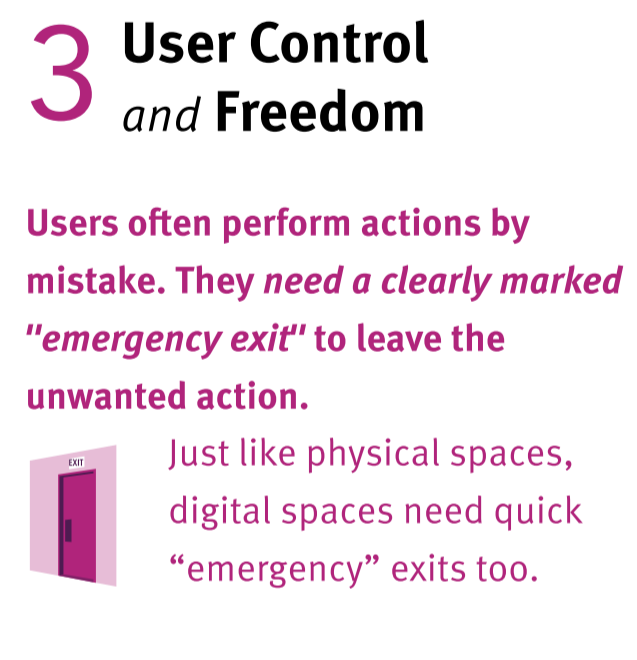 3 User Control
and Freedom
Users often perform actions by
mistake. They need a clearly marked
"emergency exit" to leave the
unwanted action.
EXIT
Just like physical spaces,
digital spaces need quick
“emergency” exits too.